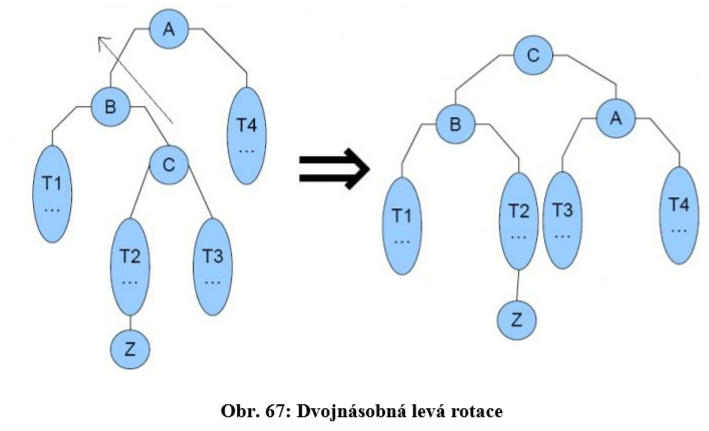 A
B
T4
...
C
T1
...
T2
...
T3
...
Z
C
B
A
T1
...
T2
...
T3
...
T4
...
Z
Obr. 67: Dvojnásobná levá rotace